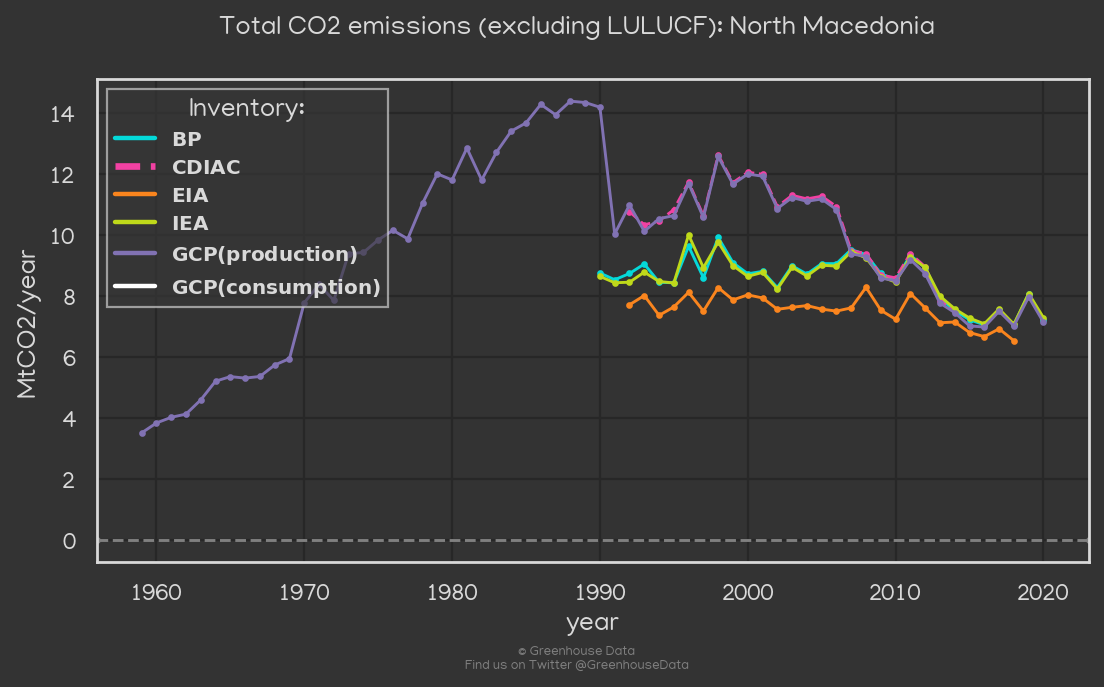 Total CO2 emissions (excluding LULUCF): North Macedonia
Inventory:
BP
CDIAC
EIA
IEA
GCP(production)
GCP(consumption)
MtCO2/year
14
12
10
8
6
4
2
0
1960 1970 1980 1990 2000 2010 2020
year
© Greenhouse Data
Find us on Twitter @GreenhouseData